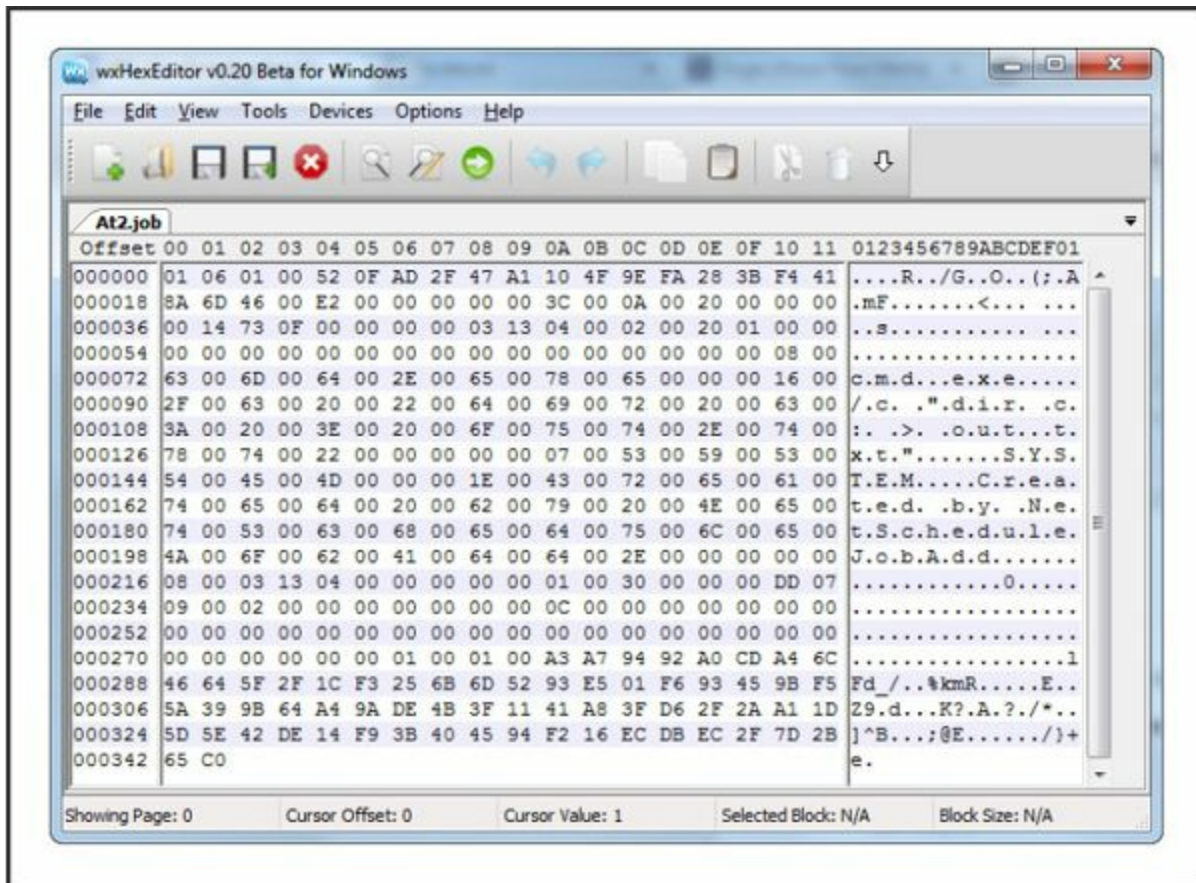 wxHexEditor v0.20 Beta for Windows
File Edit View Tools Devices Options Help
At2.job
Offset 00 01 02 03 04 05 06 07 08 09 0A 0B 0C 0D 0E 0F 10 11 0123456789ABCDEF01
000000 01 06 01 00 52 0F AD 2F 47 A1 10 4F 9E FA 28 3B F4 41 ....R../G..O..(;.A
000018 8A 6D 46 00 E2 00 00 00 00 00 3C 00 0A 00 20 00 00 00 .mF.......<... ...
000036 00 14 73 0F 00 00 00 00 03 13 04 00 02 00 20 01 00 00 ..s........... ...
000054 00 00 00 00 00 00 00 00 00 00 00 00 00 00 00 00 08 00 ..................
000072 63 00 6D 00 64 00 2E 00 65 00 78 00 65 00 00 00 16 00 c.m.d...e.x.e.....
000090 2F 00 63 00 20 00 22 00 64 00 69 00 72 00 20 00 63 00 /.c. .".d.i.r. .c.
000108 3A 00 20 00 3E 00 20 00 6F 00 75 00 74 00 2E 00 74 00 :. .>. .o.u.t...t.
000126 78 00 74 00 22 00 00 00 00 00 07 00 53 00 59 00 53 00 x.t.".......S.Y.S.
000144 54 00 45 00 4D 00 00 00 1E 00 43 00 72 00 65 00 61 00 T.E.M.....C.r.e.a.
000162 74 00 65 00 64 00 20 00 62 00 79 00 20 00 4E 00 65 00 t.e.d. .b.y. .N.e.
000180 74 00 53 00 63 00 68 00 65 00 64 00 75 00 6C 00 65 00 t.S.c.h.e.d.u.l.e.
000198 4A 00 6F 00 62 00 41 00 64 00 64 00 2E 00 00 00 00 00 J.o.b.A.d.d.......
000216 08 00 03 13 04 00 00 00 00 00 01 00 30 00 00 00 DD 07 ............0.....
000234 09 00 02 00 00 00 00 00 00 00 0C 00 00 00 00 00 00 00 ..................
000252 00 00 00 00 00 00 00 00 00 00 00 00 00 00 00 00 00 00 ..................
000270 00 00 00 00 00 00 01 00 01 00 A3 A7 94 92 A0 CD A4 6C .................l
000288 46 64 5F 2F 1C F3 25 6B 6D 52 93 E5 01 F6 93 45 9B F5 Fd_/..%kmR.....E..
000306 5A 39 9B 64 A4 9A DE 4B 3F 11 41 A8 3F D6 2F 2A A1 1D Z9.d...K?.A.?./*..
000324 5D 5E 42 DE 14 F9 3B 40 45 94 F2 16 EC DB EC 2F 7D 2B ]^B...;@E....../}+
000342 65 C0 e.
Showing Page: 0 Cursor Offset: 0 Cursor Value: 1 Selected Block: N/A Block Size: N/A